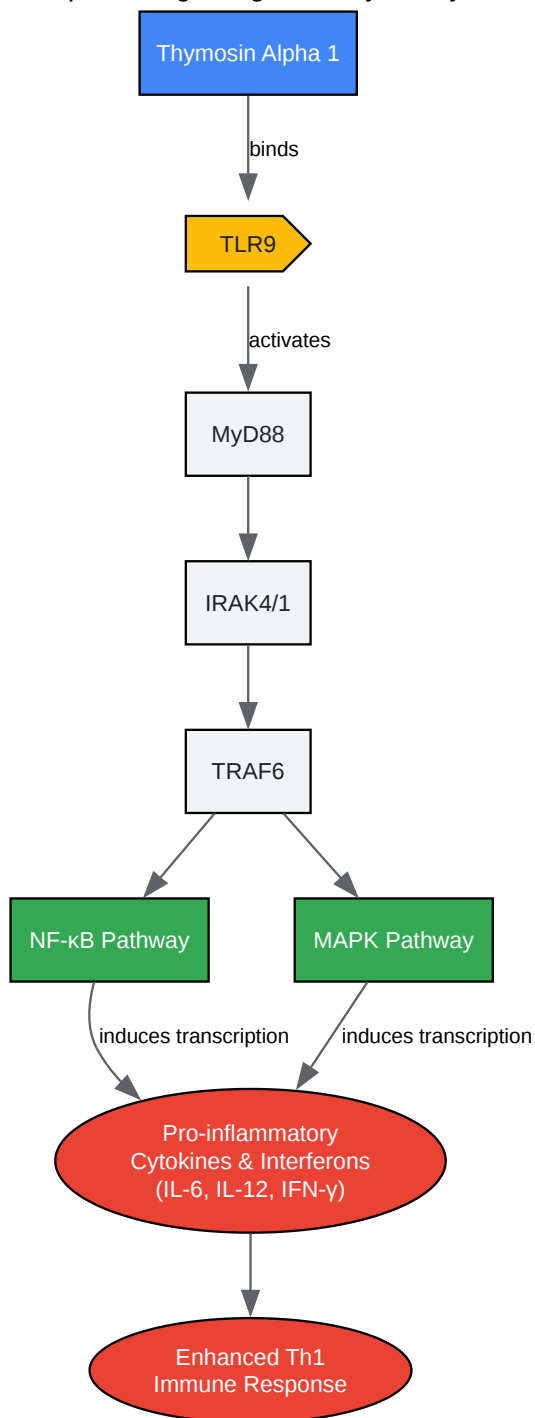 Thymosin Alpha 1
binds
TLR9
activates
MyD88
IRAK4/1
TRAF6
NF-κB Pathway
MAPK Pathway
induces transcription
induces transcription
Pro-inflammatory
Cytokines & Interferons
(IL-6, IL-12, IFN-γ)
Enhanced Th1
Immune Response